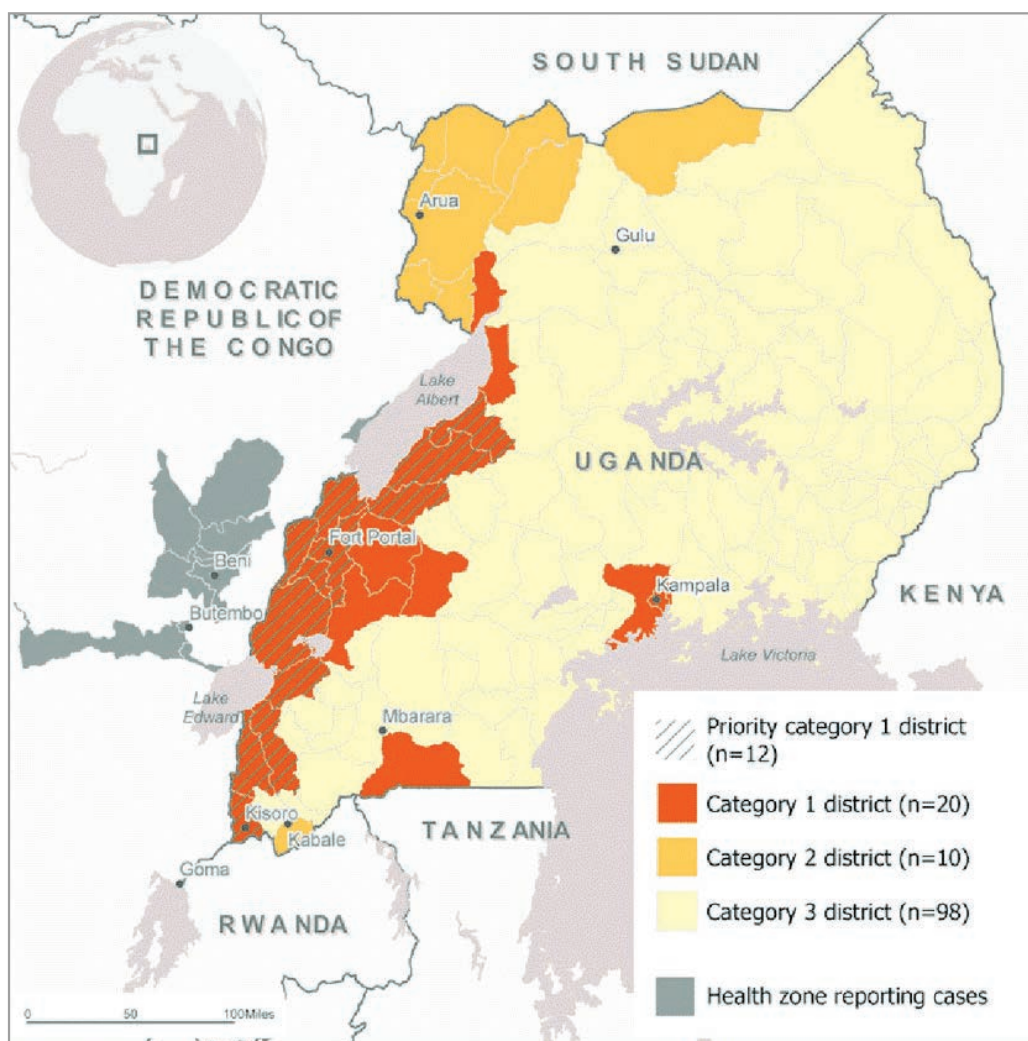 SOUTH SUDAN
Arua
Gulu
DEMOCRATIC
REPUBLIC OF
THE CONGO
Lake
Albert
UGANDA
Fort Portal
Beni
Kampala
KENYA
Butembo
Lake Victoria
Lake
Edward
Mbarara
Priority category 1 district
(n=12)
Category 1 district (n=20)
Kisoro
TANZANIA
Kabale
Category 2 district (n=10)
Goma
RWANDA
Category 3 district (n=98)
Health zone reporting cases
0 50 100 Miles